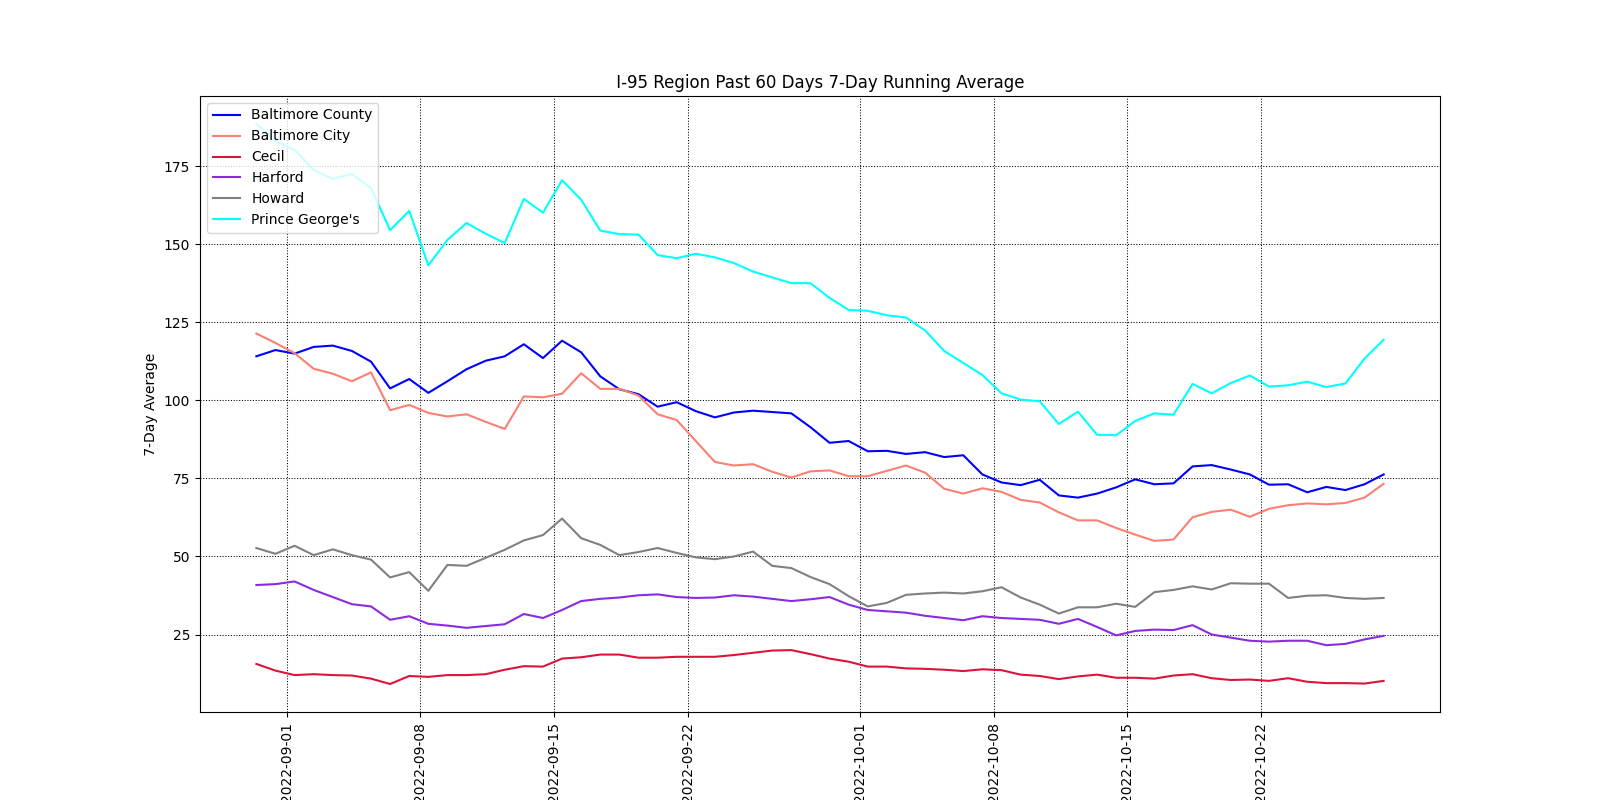 I-95 Region Past 60 Days 7-Day Running Average
Baltimore County
Baltimore City
Cecil
Harford
Howard
Prince George's
7-Day Average
175
150
125
100
75
50
25
2022-09-01
2022-09-08
2022-09-15
2022-09-22
2022-10-01
2022-10-08
2022-10-15
2022-10-22